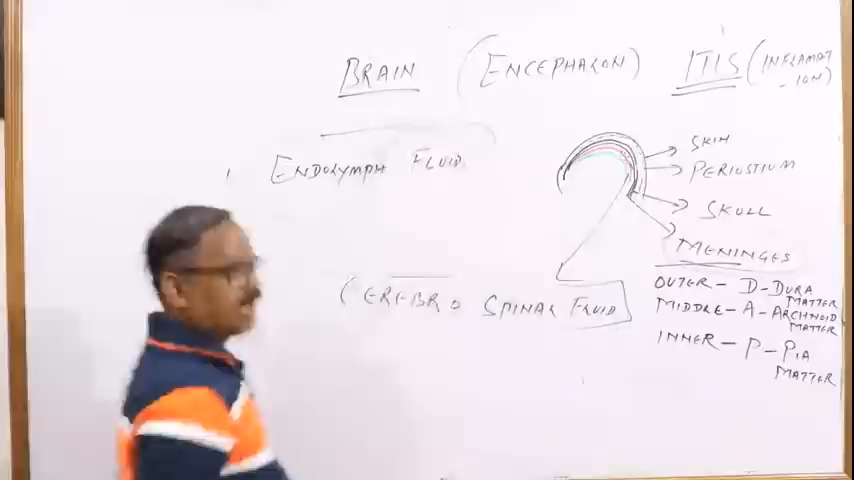 BRAIN (ENCEPHALON) ITIS (INFLAMAT
-ION)
1 ENDOLYMPH FLUID
CEREBRO SPINAL FLUID
SKIN
PERIOSTIUM
SKULL
MENINGES
OUTER - D - DURA
MATTER
MIDDLE - A - ARCHNOID
MATTER
INNER - P - PIA
MATTER